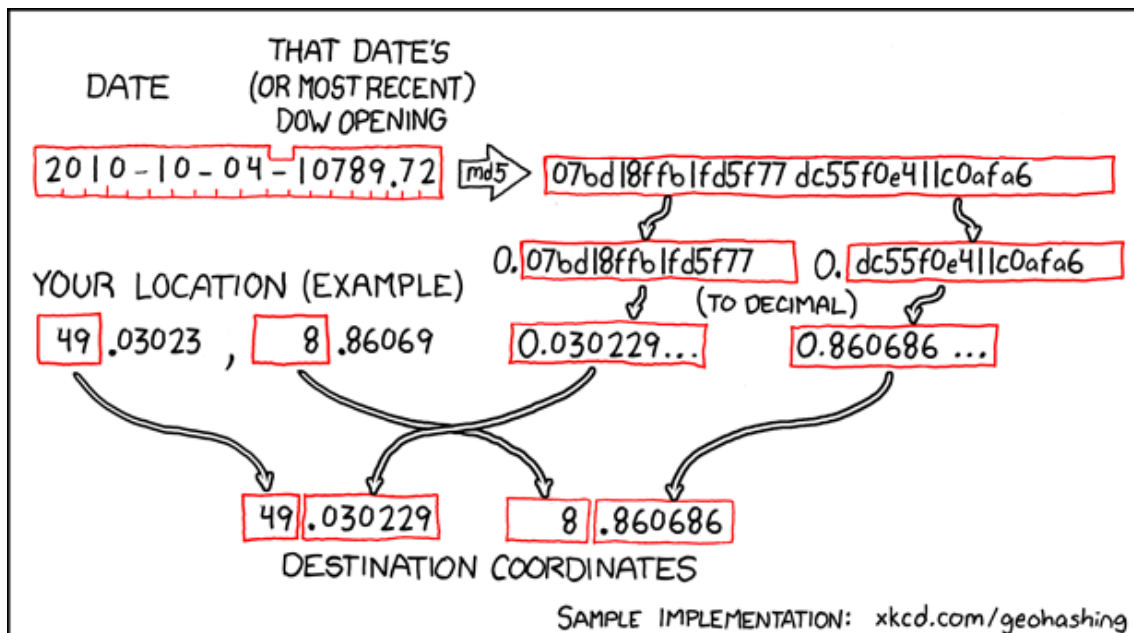 DATE
THAT DATE'S
(OR MOST RECENT)
DOW OPENING
2010-10-04-10789.72
md5
07bd18ffb1fd5f77 dc55f0e411c0afa6
0. 07bd18ffb1fd5f77
0. dc55f0e411c0afa6
(TO DECIMAL)
YOUR LOCATION (EXAMPLE)
49 .03023 , 8 .86069
0.030229...
0.860686 ...
49 .030229
8 .860686
DESTINATION COORDINATES
SAMPLE IMPLEMENTATION: xkcd.com/geohashing